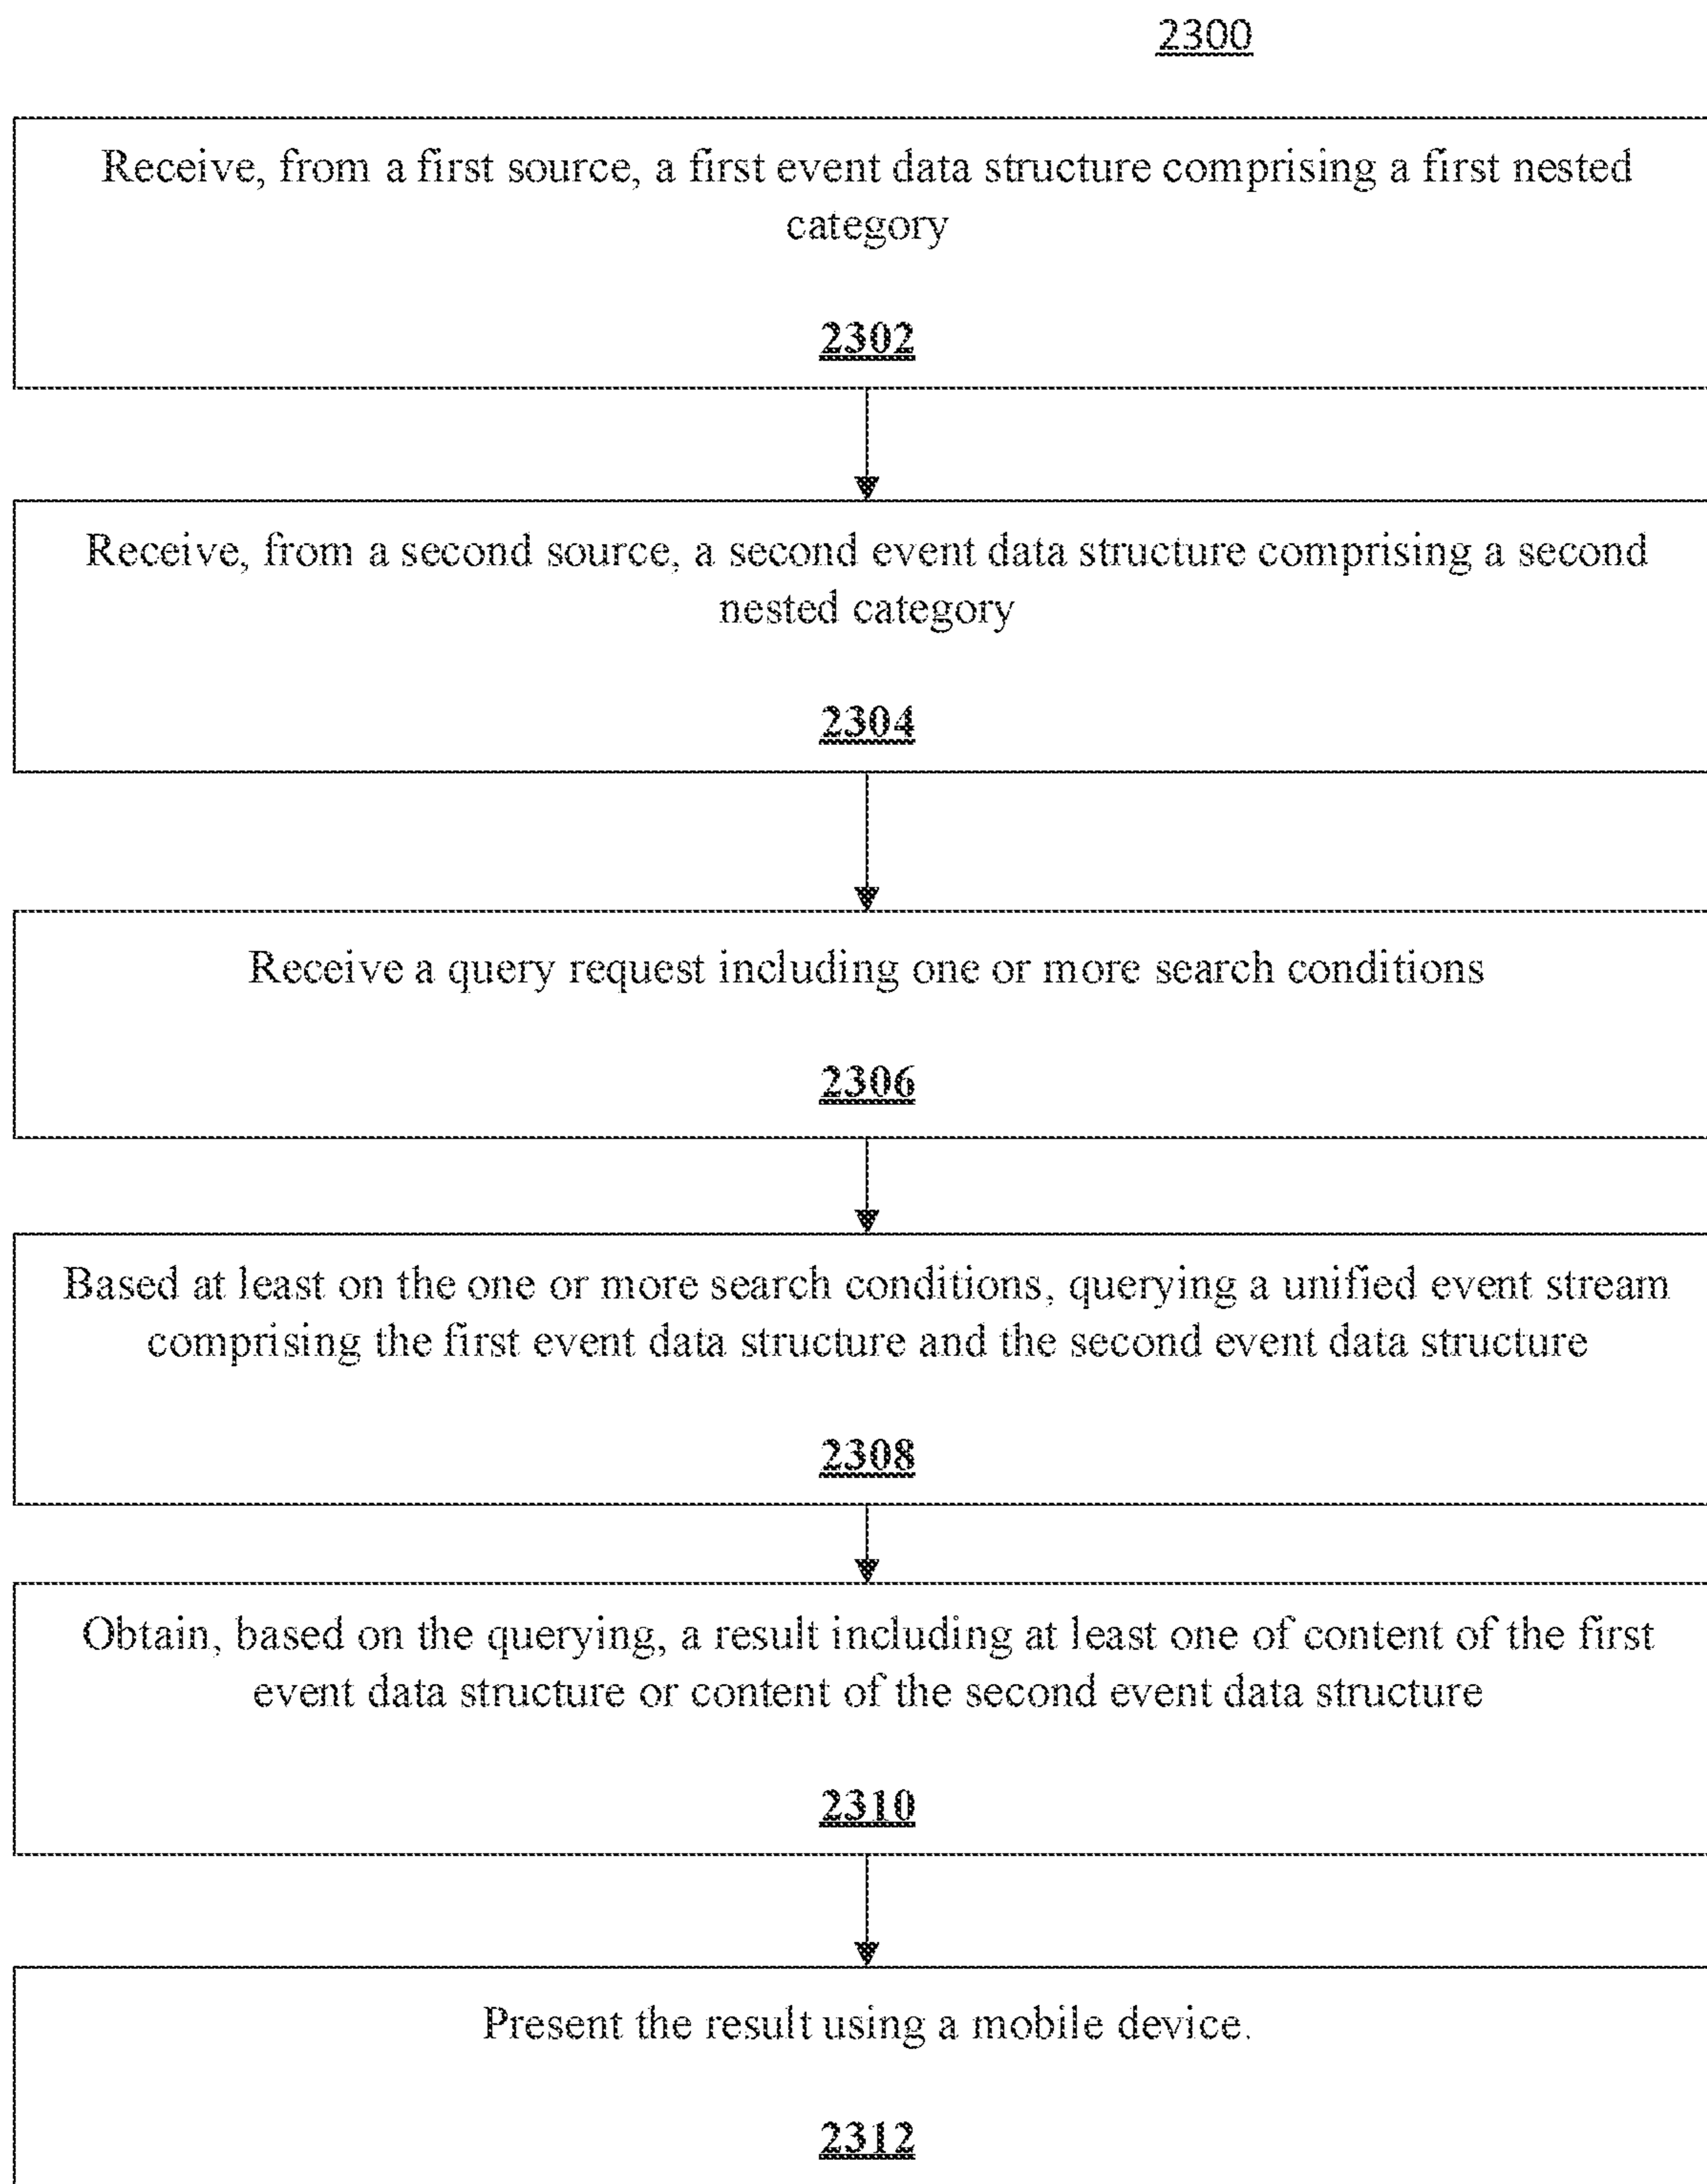 2300
Receive, from a first source, a first event data structure comprising a first nested
category
2302
Receive, from a second source, a second event data structure comprising a second
nested category
2304
Receive a query request including one or more search conditions
2306
Based at least on the one or more search conditions, querying a unified event stream
comprising the first event data structure and the second event data structure
2308
Obtain, based on the querying, a result including at least one of content of the first
event data structure or content of the second event data structure
2310
Present the result using a mobile device.
2312